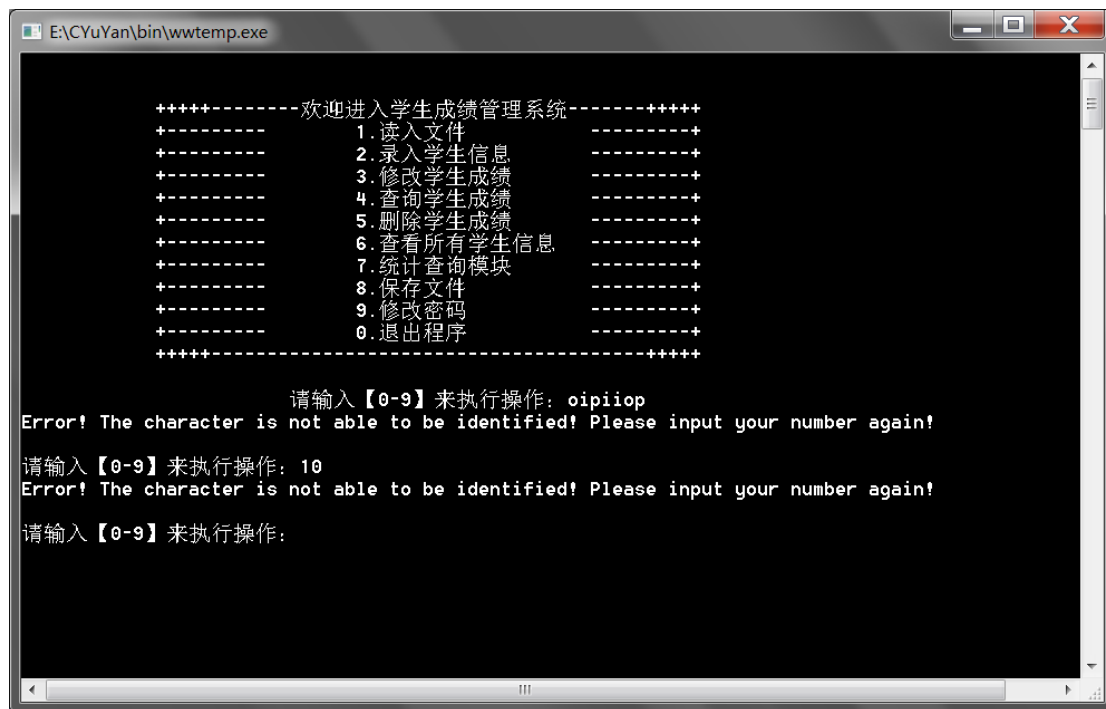 E:\CYuYan\bin\wwtemp.exe
+++++--------欢迎进入学生成绩管理系统-------+++++
+---------- 1.读入文件 ---------+
+---------- 2.录入学生信息 ---------+
+---------- 3.修改学生成绩 ---------+
+---------- 4.查询学生成绩 ---------+
+---------- 5.删除学生成绩 ---------+
+---------- 6.查看所有学生信息 ---------+
+---------- 7.统计查询模块 ---------+
+---------- 8.保存文件 ---------+
+---------- 9.修改密码 ---------+
+---------- 0.退出程序 ---------+
+++++------------------------------------------+++++
请输入【0-9】来执行操作：oipiiop
Error! The character is not able to be identified! Please input your number again!
请输入【0-9】来执行操作：10
Error! The character is not able to be identified! Please input your number again!
请输入【0-9】来执行操作：